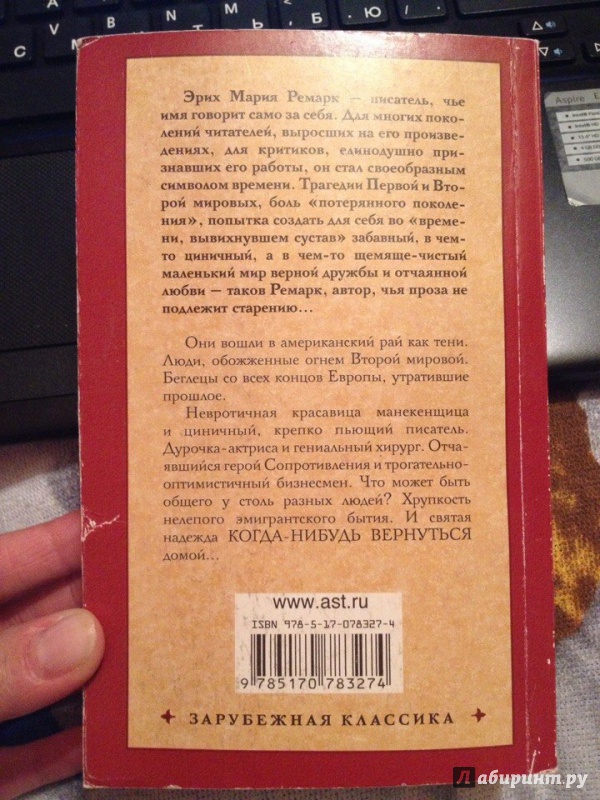 Эрих Мария Ремарк — писатель, чье
имя говорит само за себя. Для многих поко-
лений читателей, выросших на его произве-
дениях, для критиков, единодушно при-
знавших его работы, он стал своеобразным
символом времени. Трагедии Первой и Вто-
рой мировых, боль «потерянного поколе-
ния», попытка создать для себя во «време-
ни, вывихнувшем сустав» забавный, в чем-
то циничный, а в чем-то щемяще-чистый
маленький мир верной дружбы и отчаянной
любви — таков Ремарк, автор, чья проза не
подлежит старению...
Они вошли в американский рай как тени.
Люди, обожженные огнем Второй мировой.
Беглецы со всех концов Европы, утратившие
прошлое.
Невротичная красавица манекенщица
и циничный, крепко пьющий писатель.
Дурочка-актриса и гениальный хирург. Отча-
явшийся герой Сопротивления и трогательно-
оптимистичный бизнесмен. Что может быть
общего у столь разных людей? Хрупкость
нелепого эмигрантского бытия. И святая
надежда КОГДА-НИБУДЬ ВЕРНУТЬСЯ
домой...
www.ast.ru
ISBN 978-5-17-078327-4
9 785170 783274
ЗАРУБЕЖНАЯ КЛАССИКА
Лабиринт.ру